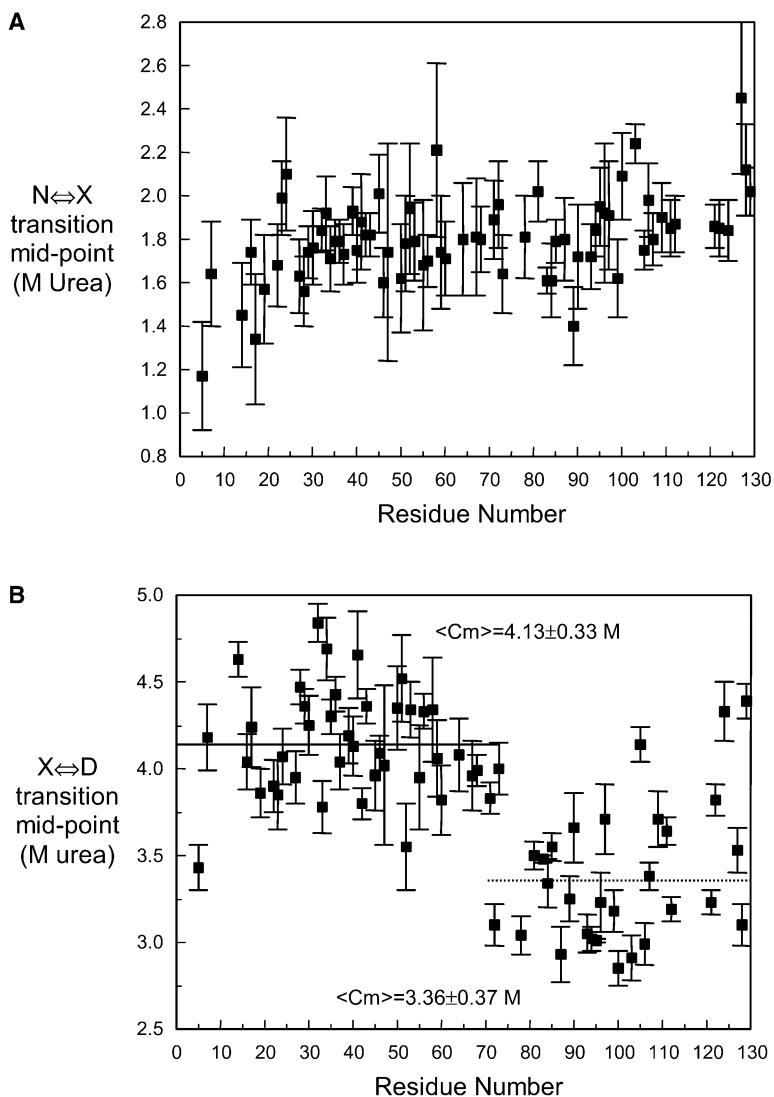 A
2.8
2.6
2.4
2.2
2.0
1.8
1.6
1.4
1.2
1.0
0.8
N⇔X
transition
mid-point
(M Urea)
0 10 20 30 40 50 60 70 80 90 100 110 120 130
Residue Number
B
5.0
4.5
4.0
3.5
3.0
2.5
X⇔D
transition
mid-point
(M urea)
<Cm>=4.13±0.33 M
<Cm>=3.36±0.37 M
0 10 20 30 40 50 60 70 80 90 100 110 120 130
Residue Number